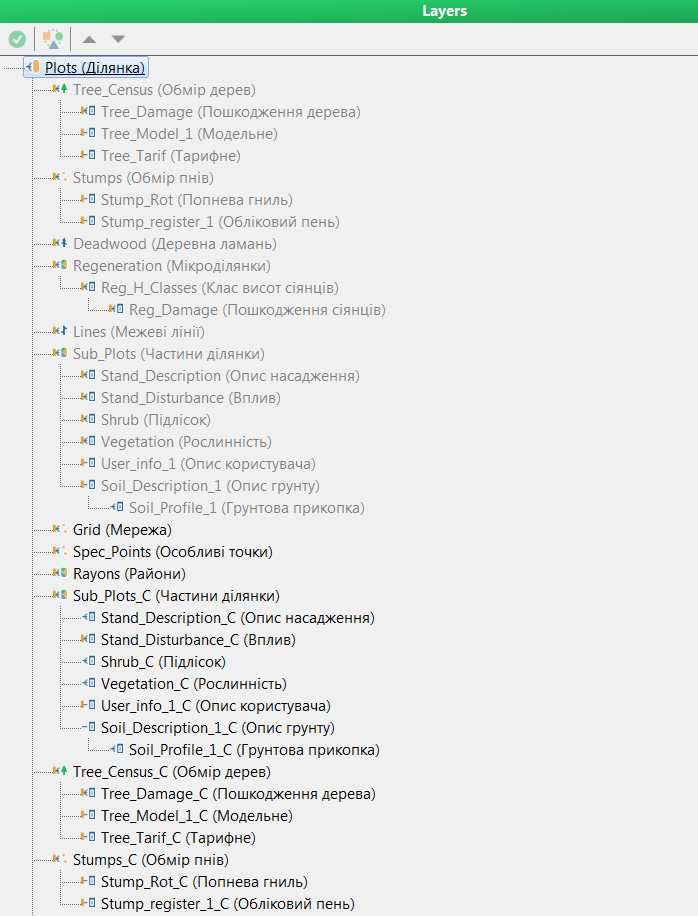 Layers
Plots (Ділянка)
Tree_Census (Обмір дерев)
Tree_Damage (Пошкодження дерева)
Tree_Model_1 (Модельне)
Tree_Tarif (Тарифне)
Stumps (Обмір пнів)
Stump_Rot (Попнева гниль)
Stump_register_1 (Обліковий пень)
Deadwood (Деревна ламань)
Regeneration (Мікроділянки)
Reg_H_Classes (Клас висот сіянців)
Reg_Damage (Пошкодження сіянців)
Lines (Межеві лінії)
Sub_Plots (Частини ділянки)
Stand_Description (Опис насадження)
Stand_Disturbance (Вплив)
Shrub (Підлісок)
Vegetation (Рослинність)
User_info_1 (Опис користувача)
Soil_Description_1 (Опис грунту)
Soil_Profile_1 (Грунтова прикопка)
Grid (Мережа)
Spec_Points (Особливі точки)
Rayons (Райони)
Sub_Plots_C (Частини ділянки)
Stand_Description_C (Опис насадження)
Stand_Disturbance_C (Вплив)
Shrub_C (Підлісок)
Vegetation_C (Рослинність)
User_info_1_C (Опис користувача)
Soil_Description_1_C (Опис грунту)
Soil_Profile_1_C (Грунтова прикопка)
Tree_Census_C (Обмір дерев)
Tree_Damage_C (Пошкодження дерева)
Tree_Model_1_C (Модельне)
Tree_Tarif_C (Тарифне)
Stumps_C (Обмір пнів)
Stump_Rot_C (Попнева гниль)
Stump_register_1_C (Обліковий пень)